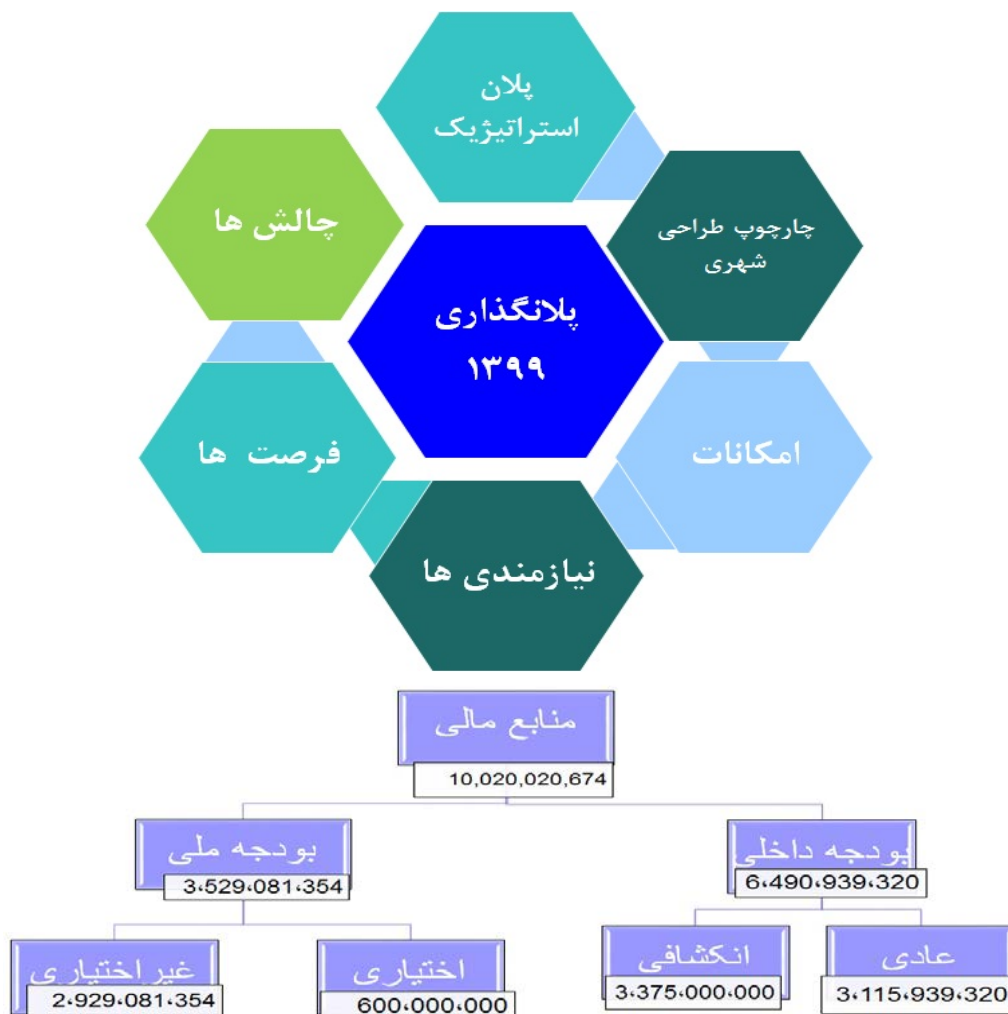 پلان
استراتیژیک
چارچوپ طراحی
شهری
چالش ها
پلانگذاری
۱۳۹۹
امکانات
فرصت ها
نیازمندی ها
منابع مالی
10,020,020,674
بودجه داخلی
6،490،939،320
بودجه ملی
3،529،081،354
عادی
3،115،939،320
انکشافی
3،375،000،000
اختیاری
600،000،000
غیر اختیاری
2،929،081،354